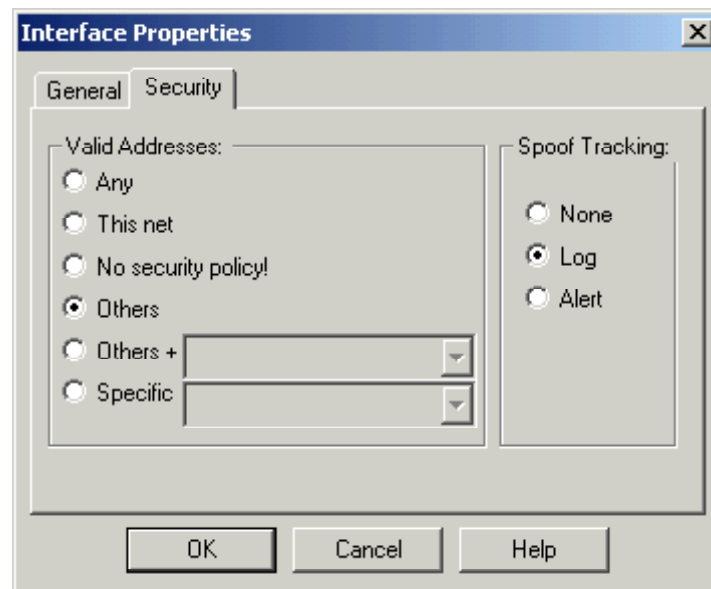 Interface Properties
General Security
Valid Addresses:
Any
This net
No security policy!
Others
Others +
Specific
Spoof Tracking:
None
Log
Alert
OK Cancel Help